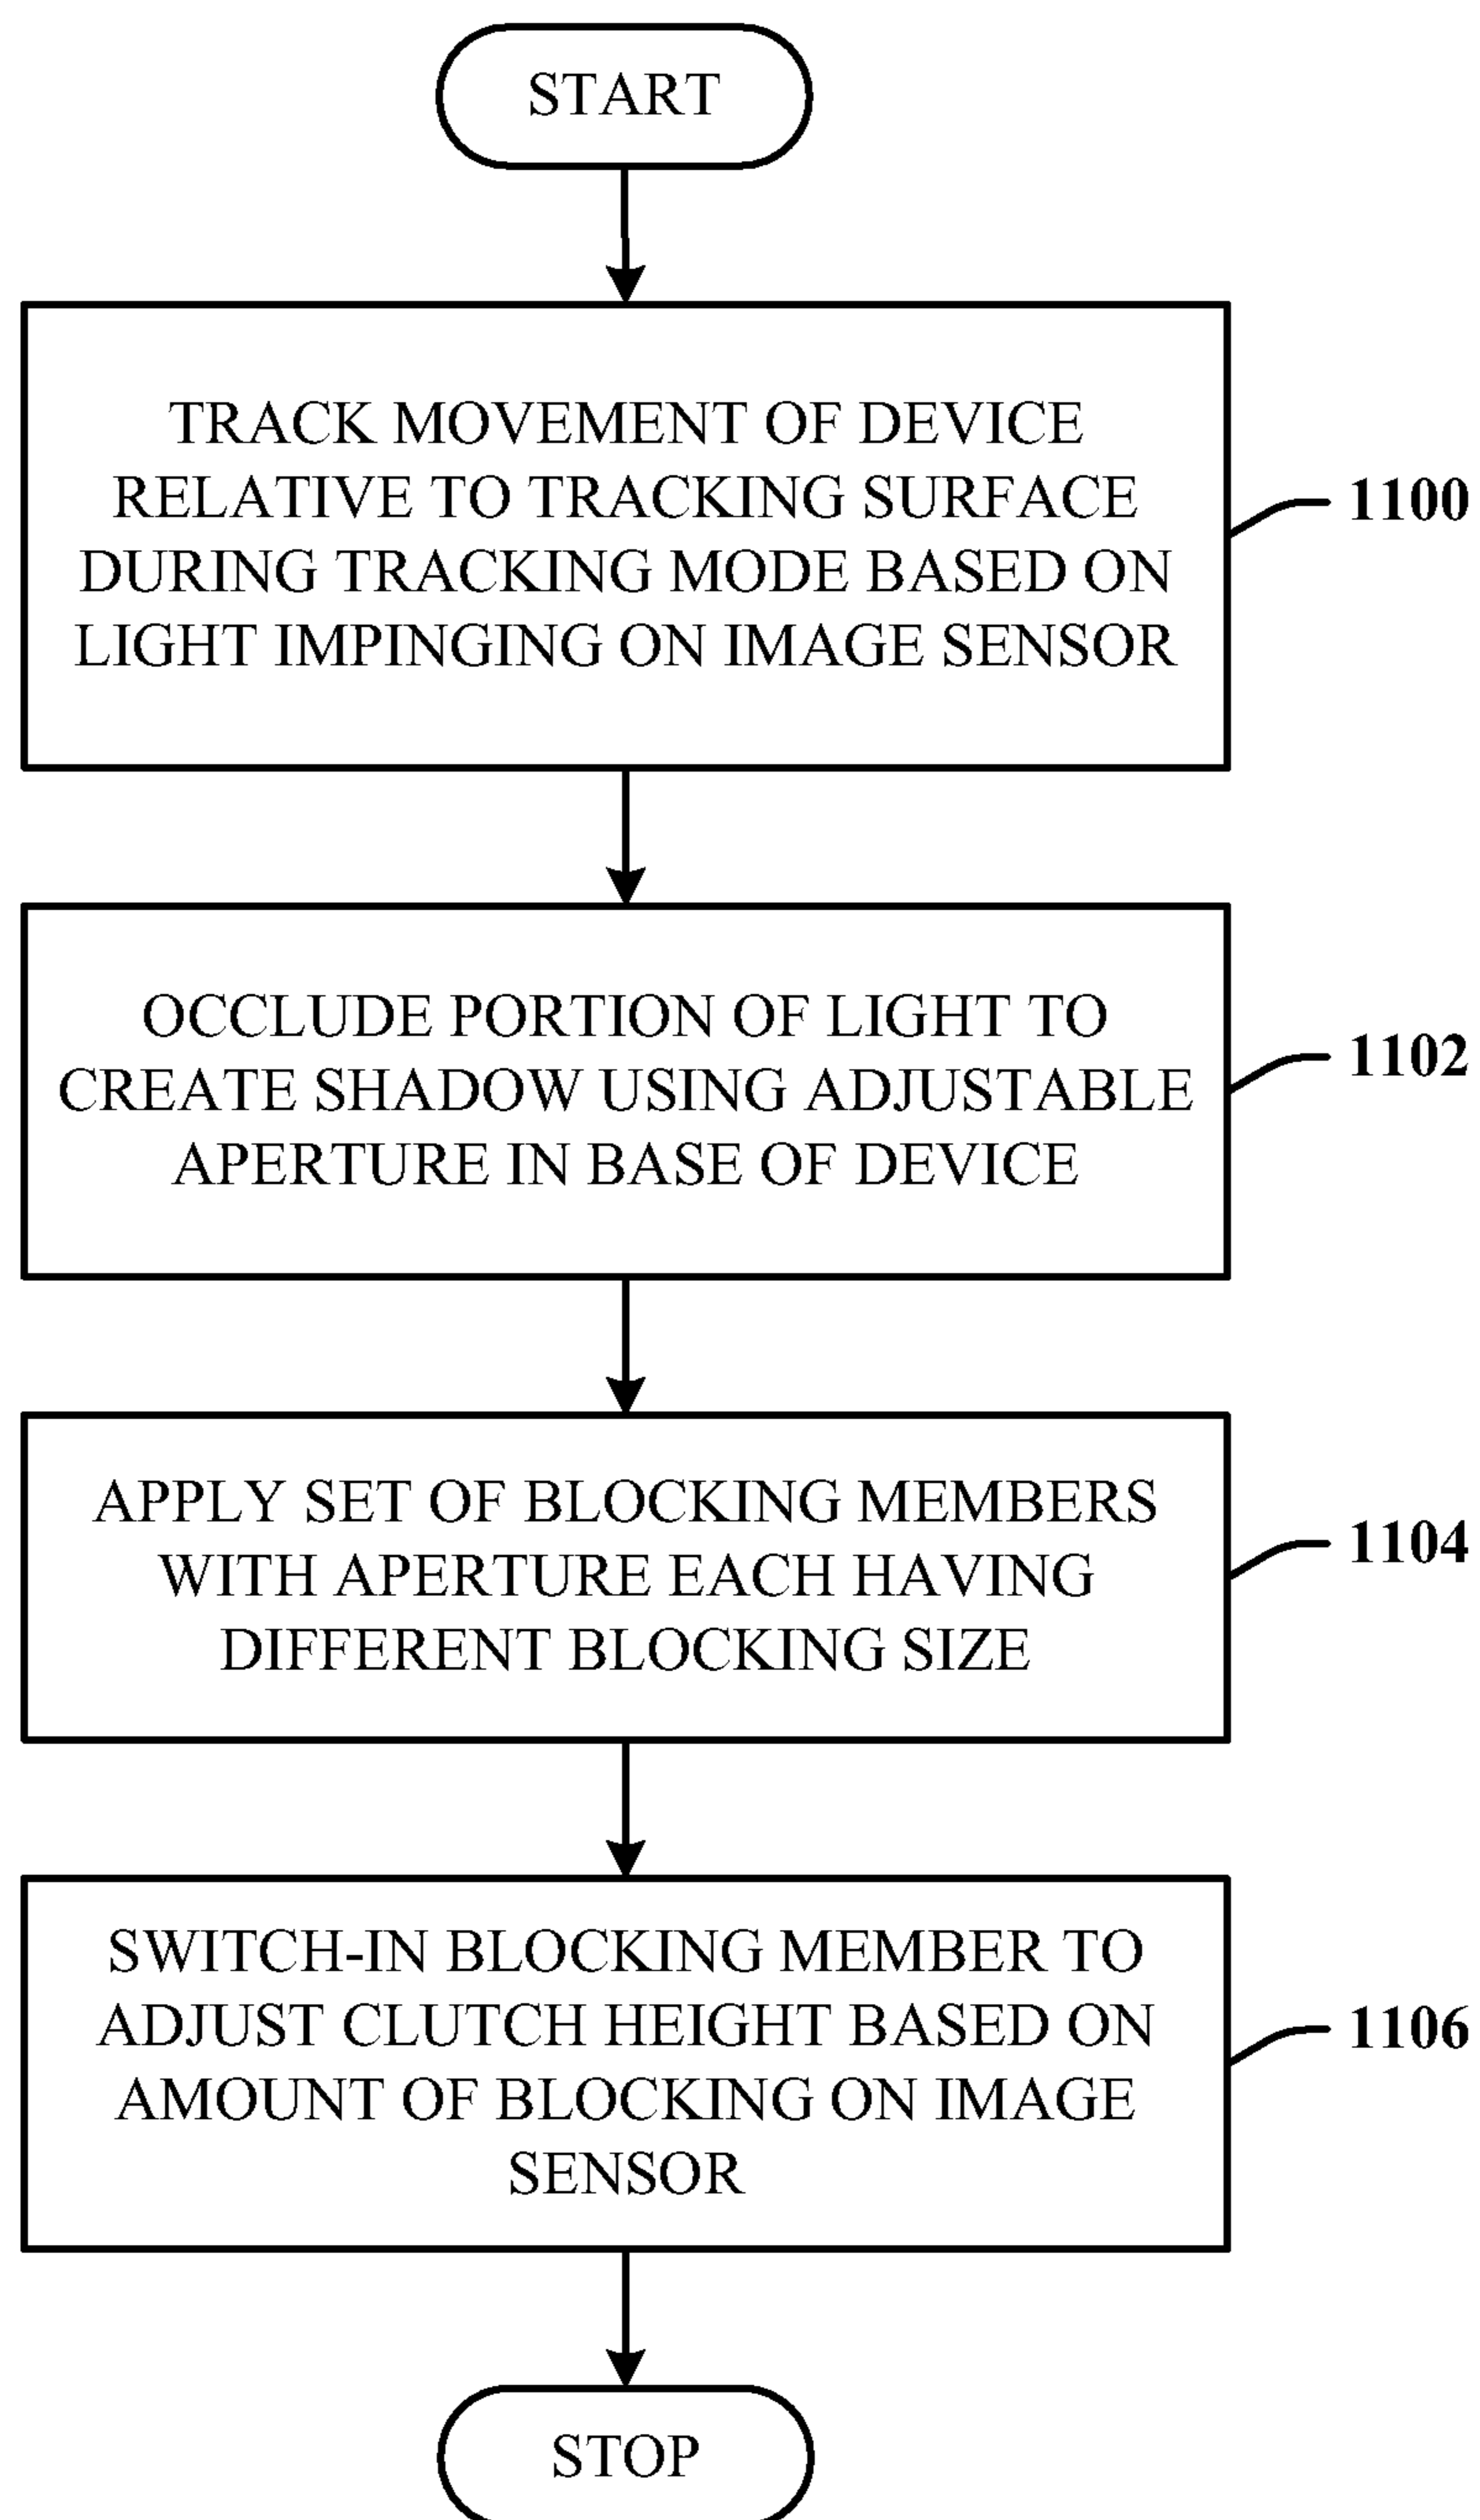 START
TRACK MOVEMENT OF DEVICE
RELATIVE TO TRACKING SURFACE
DURING TRACKING MODE BASED ON
LIGHT IMPINGING ON IMAGE SENSOR
1100
OCCLUDE PORTION OF LIGHT TO
CREATE SHADOW USING ADJUSTABLE
APERTURE IN BASE OF DEVICE
1102
APPLY SET OF BLOCKING MEMBERS
WITH APERTURE EACH HAVING
DIFFERENT BLOCKING SIZE
1104
SWITCH-IN BLOCKING MEMBER TO
ADJUST CLUTCH HEIGHT BASED ON
AMOUNT OF BLOCKING ON IMAGE
SENSOR
1106
STOP